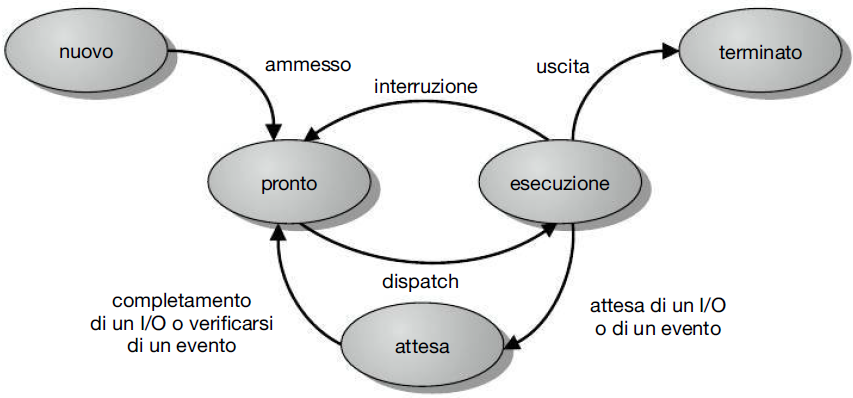 nuovo
terminato
ammesso
uscita
interruzione
pronto
esecuzione
dispatch
completamento
di un I/O o verificarsi
di un evento
attesa di un I/O
o di un evento
attesa